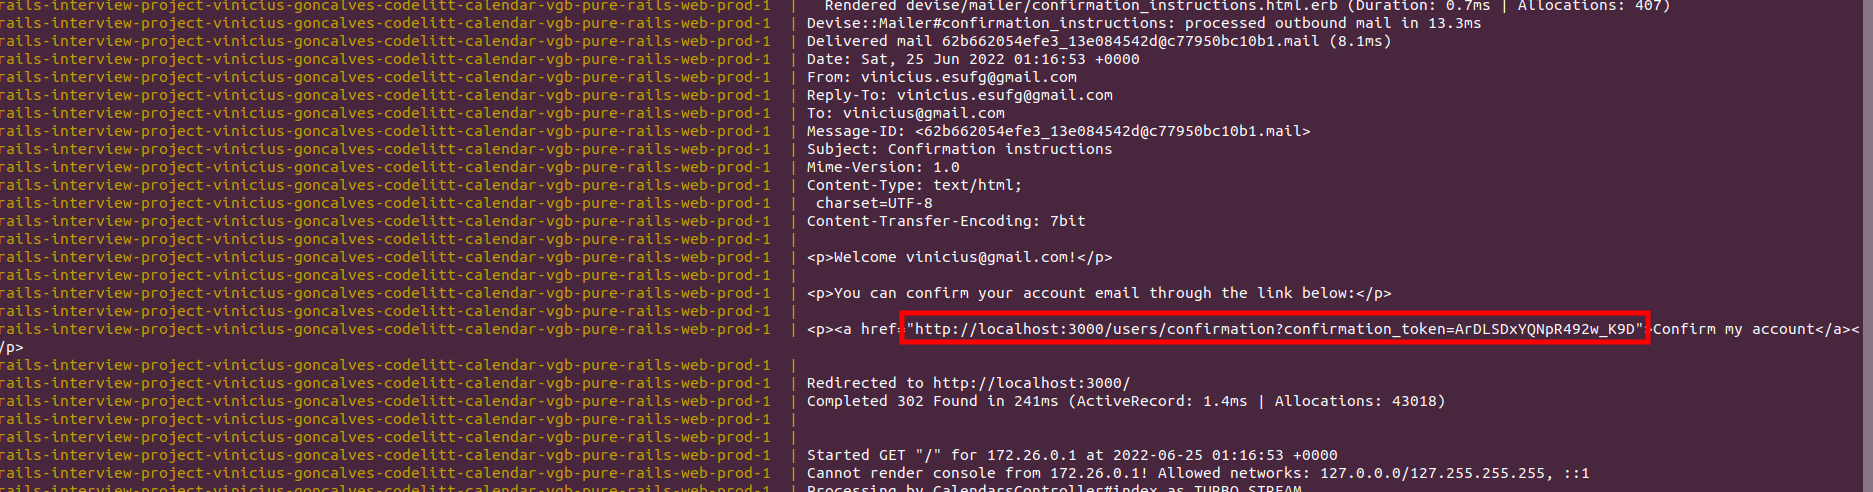 rails-interview-project-vinicius-goncalves-codelitt-calendar-vgb-pure-rails-web-prod-1 | Rendered devise/mailer/confirmation_instructions.html.erb (Duration: 0.7ms | Allocations: 407)
rails-interview-project-vinicius-goncalves-codelitt-calendar-vgb-pure-rails-web-prod-1 | Devise::Mailer#confirmation_instructions: processed outbound mail in 13.3ms
rails-interview-project-vinicius-goncalves-codelitt-calendar-vgb-pure-rails-web-prod-1 | Delivered mail 62b662054efe3_13e084542d@c77950bc10b1.mail (8.1ms)
rails-interview-project-vinicius-goncalves-codelitt-calendar-vgb-pure-rails-web-prod-1 | Date: Sat, 25 Jun 2022 01:16:53 +0000
rails-interview-project-vinicius-goncalves-codelitt-calendar-vgb-pure-rails-web-prod-1 | From: vinicius.esufg@gmail.com
rails-interview-project-vinicius-goncalves-codelitt-calendar-vgb-pure-rails-web-prod-1 | Reply-To: vinicius.esufg@gmail.com
rails-interview-project-vinicius-goncalves-codelitt-calendar-vgb-pure-rails-web-prod-1 | To: vinicius@gmail.com
rails-interview-project-vinicius-goncalves-codelitt-calendar-vgb-pure-rails-web-prod-1 | Message-ID: <62b662054efe3_13e084542d@c77950bc10b1.mail>
rails-interview-project-vinicius-goncalves-codelitt-calendar-vgb-pure-rails-web-prod-1 | Subject: Confirmation instructions
rails-interview-project-vinicius-goncalves-codelitt-calendar-vgb-pure-rails-web-prod-1 | Mime-Version: 1.0
rails-interview-project-vinicius-goncalves-codelitt-calendar-vgb-pure-rails-web-prod-1 | Content-Type: text/html;
rails-interview-project-vinicius-goncalves-codelitt-calendar-vgb-pure-rails-web-prod-1 | charset=UTF-8
rails-interview-project-vinicius-goncalves-codelitt-calendar-vgb-pure-rails-web-prod-1 | Content-Transfer-Encoding: 7bit
rails-interview-project-vinicius-goncalves-codelitt-calendar-vgb-pure-rails-web-prod-1 |
rails-interview-project-vinicius-goncalves-codelitt-calendar-vgb-pure-rails-web-prod-1 | <p>Welcome vinicius@gmail.com!</p>
rails-interview-project-vinicius-goncalves-codelitt-calendar-vgb-pure-rails-web-prod-1 |
rails-interview-project-vinicius-goncalves-codelitt-calendar-vgb-pure-rails-web-prod-1 | <p>You can confirm your account email through the link below:</p>
rails-interview-project-vinicius-goncalves-codelitt-calendar-vgb-pure-rails-web-prod-1 |
rails-interview-project-vinicius-goncalves-codelitt-calendar-vgb-pure-rails-web-prod-1 | <p><a href="http://localhost:3000/users/confirmation?confirmation_token=ArDLSDxYQNpR492w_K9D">Confirm my account</a><
/p>
rails-interview-project-vinicius-goncalves-codelitt-calendar-vgb-pure-rails-web-prod-1 |
rails-interview-project-vinicius-goncalves-codelitt-calendar-vgb-pure-rails-web-prod-1 | Redirected to http://localhost:3000/
rails-interview-project-vinicius-goncalves-codelitt-calendar-vgb-pure-rails-web-prod-1 | Completed 302 Found in 241ms (ActiveRecord: 1.4ms | Allocations: 43018)
rails-interview-project-vinicius-goncalves-codelitt-calendar-vgb-pure-rails-web-prod-1 |
rails-interview-project-vinicius-goncalves-codelitt-calendar-vgb-pure-rails-web-prod-1 |
rails-interview-project-vinicius-goncalves-codelitt-calendar-vgb-pure-rails-web-prod-1 | Started GET "/" for 172.26.0.1 at 2022-06-25 01:16:53 +0000
rails-interview-project-vinicius-goncalves-codelitt-calendar-vgb-pure-rails-web-prod-1 | Cannot render console from 172.26.0.1! Allowed networks: 127.0.0.0/127.255.255.255, ::1
rails-interview-project-vinicius-goncalves-codelitt-calendar-vgb-pure-rails-web-prod-1 | Processing by CalendarsController#index as TURBO_STREAM